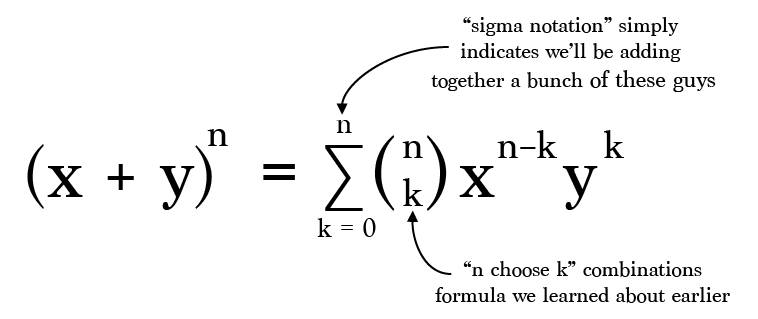 “sigma notation” simply
indicates we’ll be adding
together a bunch of these guys
(x + y)^n = ∑_{k = 0}^{n} (n k) x^{n–k} y^k
“n choose k” combinations
formula we learned about earlier